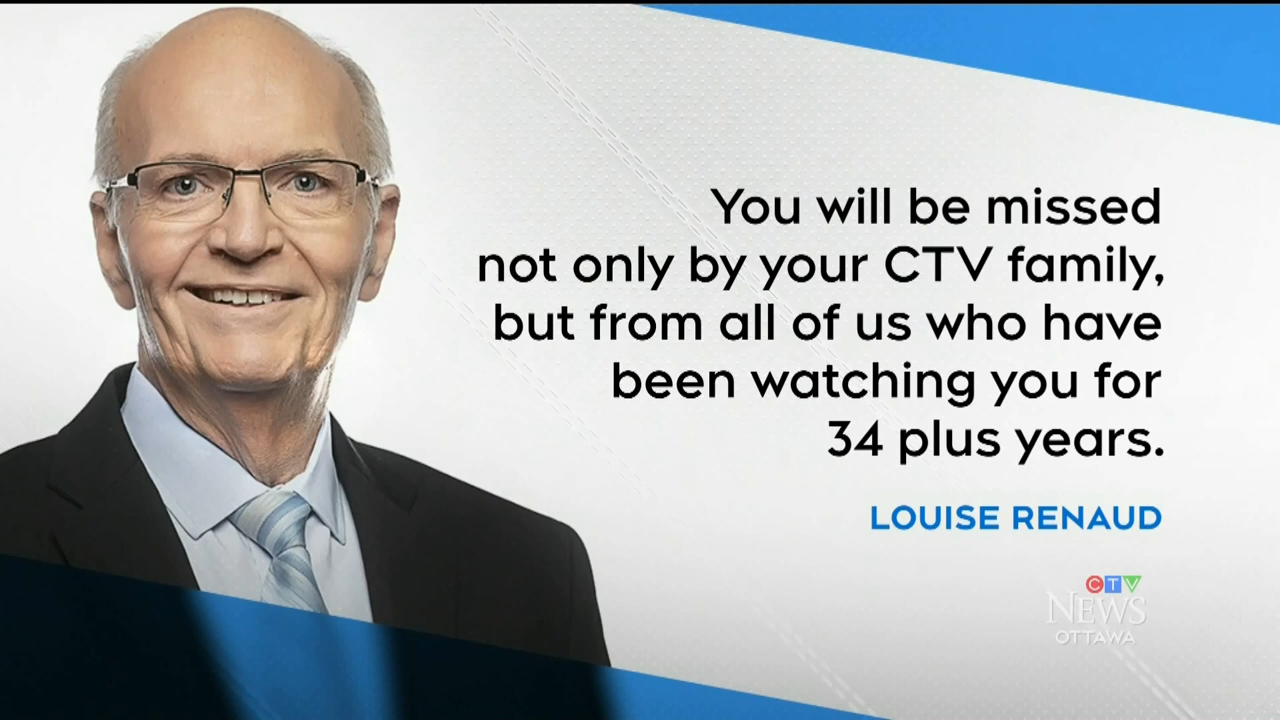 You will be missed
not only by your CTV family,
but from all of us who have
been watching you for
34 plus years.
LOUISE RENAUD
CTV
NEWS
OTTAWA